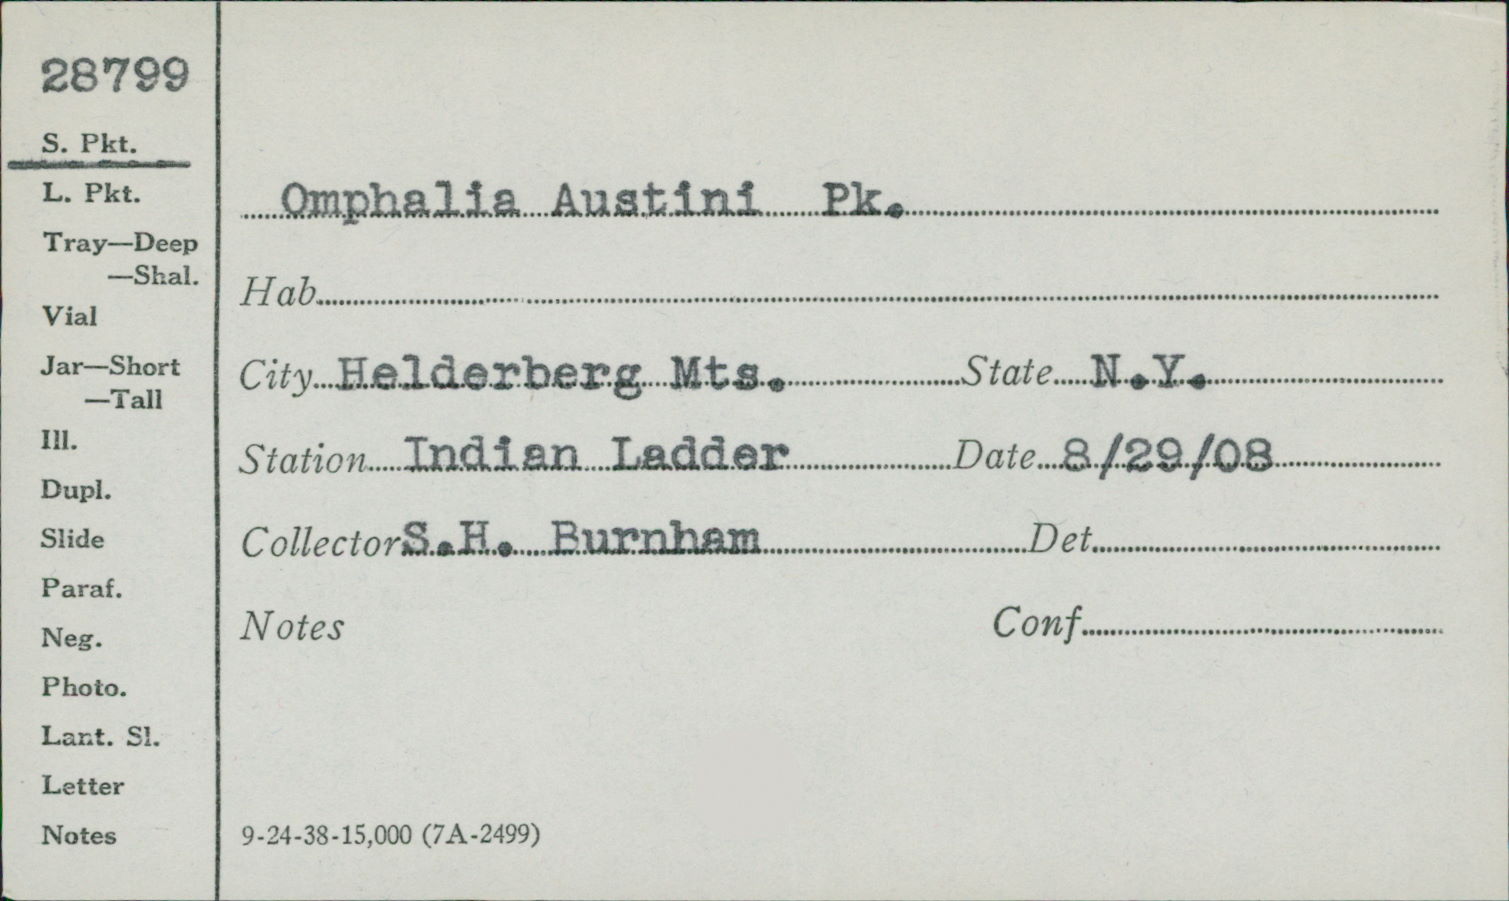 28799
S. Pkt.
L. Pkt.
Tray—Deep
—Shal.
Vial
Jar—Short
—Tall
Ill.
Dupl.
Slide
Paraf.
Neg.
Photo.
Lant. Sl.
Letter
Notes
Omphalia Austini Pk.
Hab
City Helderberg Mts. State N.Y.
Station Indian Ladder Date 8/29/08
Collector S.H. Burnham Det
Notes Conf
9-24-38-15,000 (7A-2499)